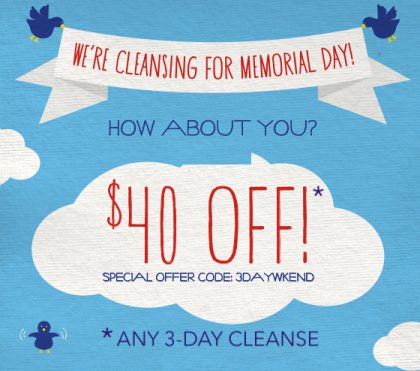 WE'RE CLEANSING FOR MEMORIAL DAY!
HOW ABOUT YOU?
$40 OFF!*
SPECIAL OFFER CODE: 3DAYWKEND
*ANY 3-DAY CLEANSE